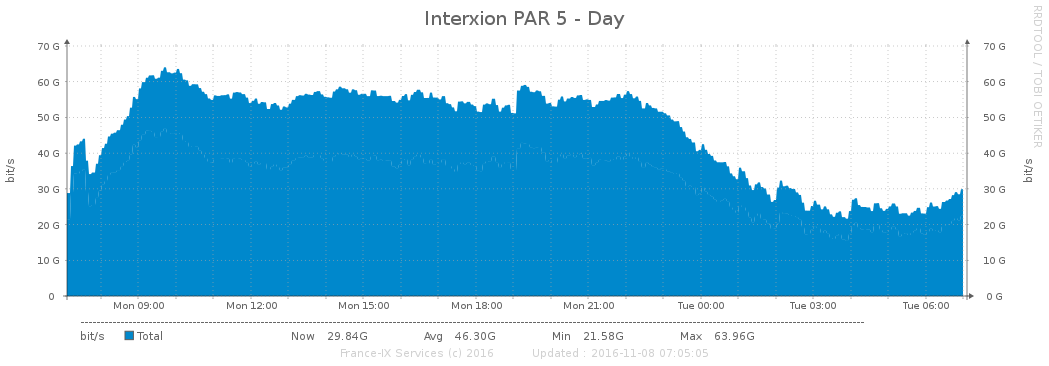 Interxion PAR 5 - Day
RRDTOOL / TOBI OETIKER
70 G 70 G
60 G 60 G
50 G 50 G
40 G 40 G
30 G 30 G
20 G 20 G
10 G 10 G
0 0 G
bit/s bit/s
Mon 09:00 Mon 12:00 Mon 15:00 Mon 18:00 Mon 21:00 Tue 00:00 Tue 03:00 Tue 06:00
bit/s Total Now 29.84G Avg 46.30G Min 21.58G Max 63.96G
France-IX Services (c) 2016 Updated : 2016-11-08 07:05:05